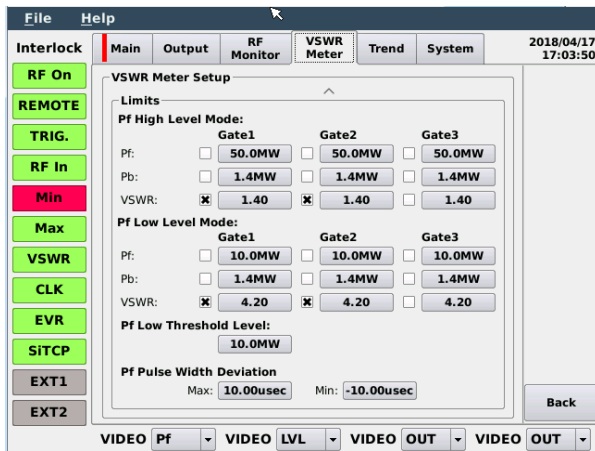 File Help
Interlock Main Output RF Monitor VSWR Meter Trend System 2018/04/17 17:03:50
RF On
REMOTE
TRIG.
RF In
Min
Max
VSWR
CLK
EVR
SiTCP
EXT1
EXT2
VSWR Meter Setup
Limits
Pf High Level Mode:
Gate1 Gate2 Gate3
Pf: 50.0MW 50.0MW 50.0MW
Pb: 1.4MW 1.4MW 1.4MW
VSWR: 1.40 1.40 1.40
Pf Low Level Mode:
Gate1 Gate2 Gate3
Pf: 10.0MW 10.0MW 10.0MW
Pb: 1.4MW 1.4MW 1.4MW
VSWR: 4.20 4.20 4.20
Pf Low Threshold Level:
10.0MW
Pf Pulse Width Deviation
Max: 10.00usec Min: -10.00usec
Back
VIDEO Pf VIDEO LVL VIDEO OUT VIDEO OUT